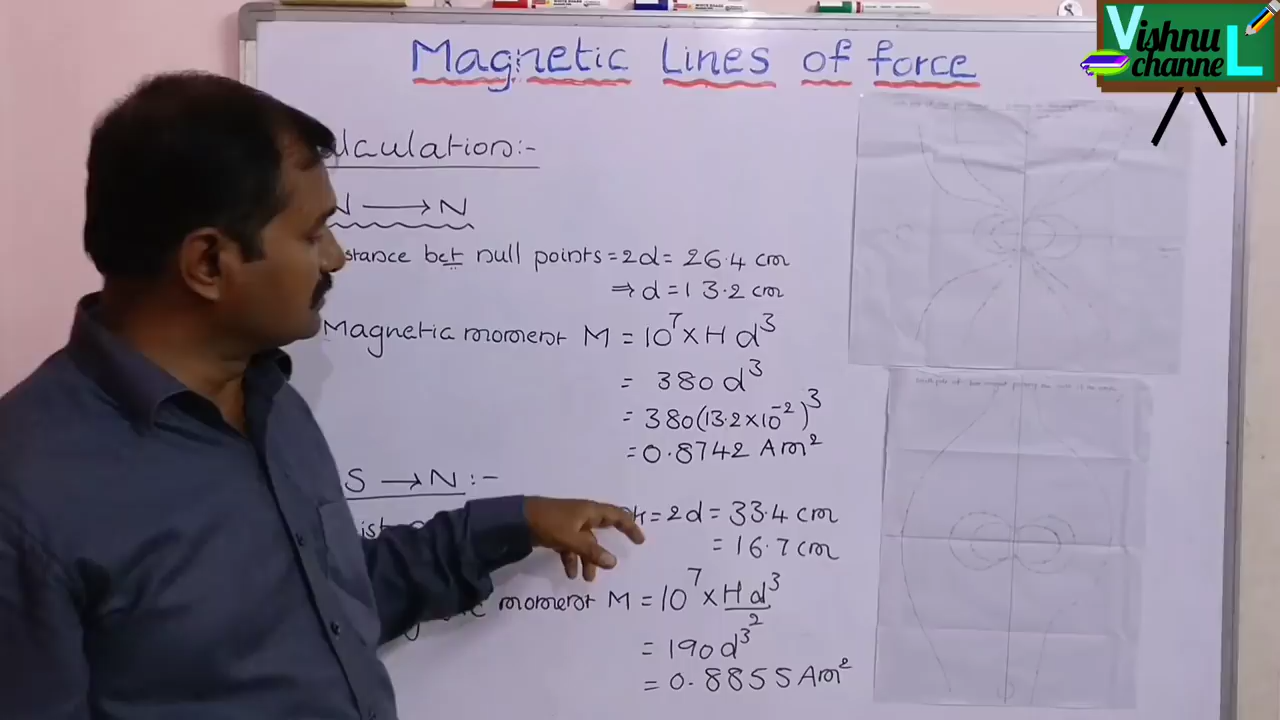 Vishnu channel L
Magnetic Lines of force
lculation:-
N → N
stance bet null points = 2d = 26.4 cm
⇒ d = 13.2 cm
Magnetic moment M = 10⁷ × H d³
= 380 d³
= 380(13.2×10⁻²)³
= 0.8742 Am²
S → N :-
= 2d = 33.4 cm
= 16.7 cm
moment M = 10⁷ × H d³/2
= 190 d³
= 0.8855 Am²